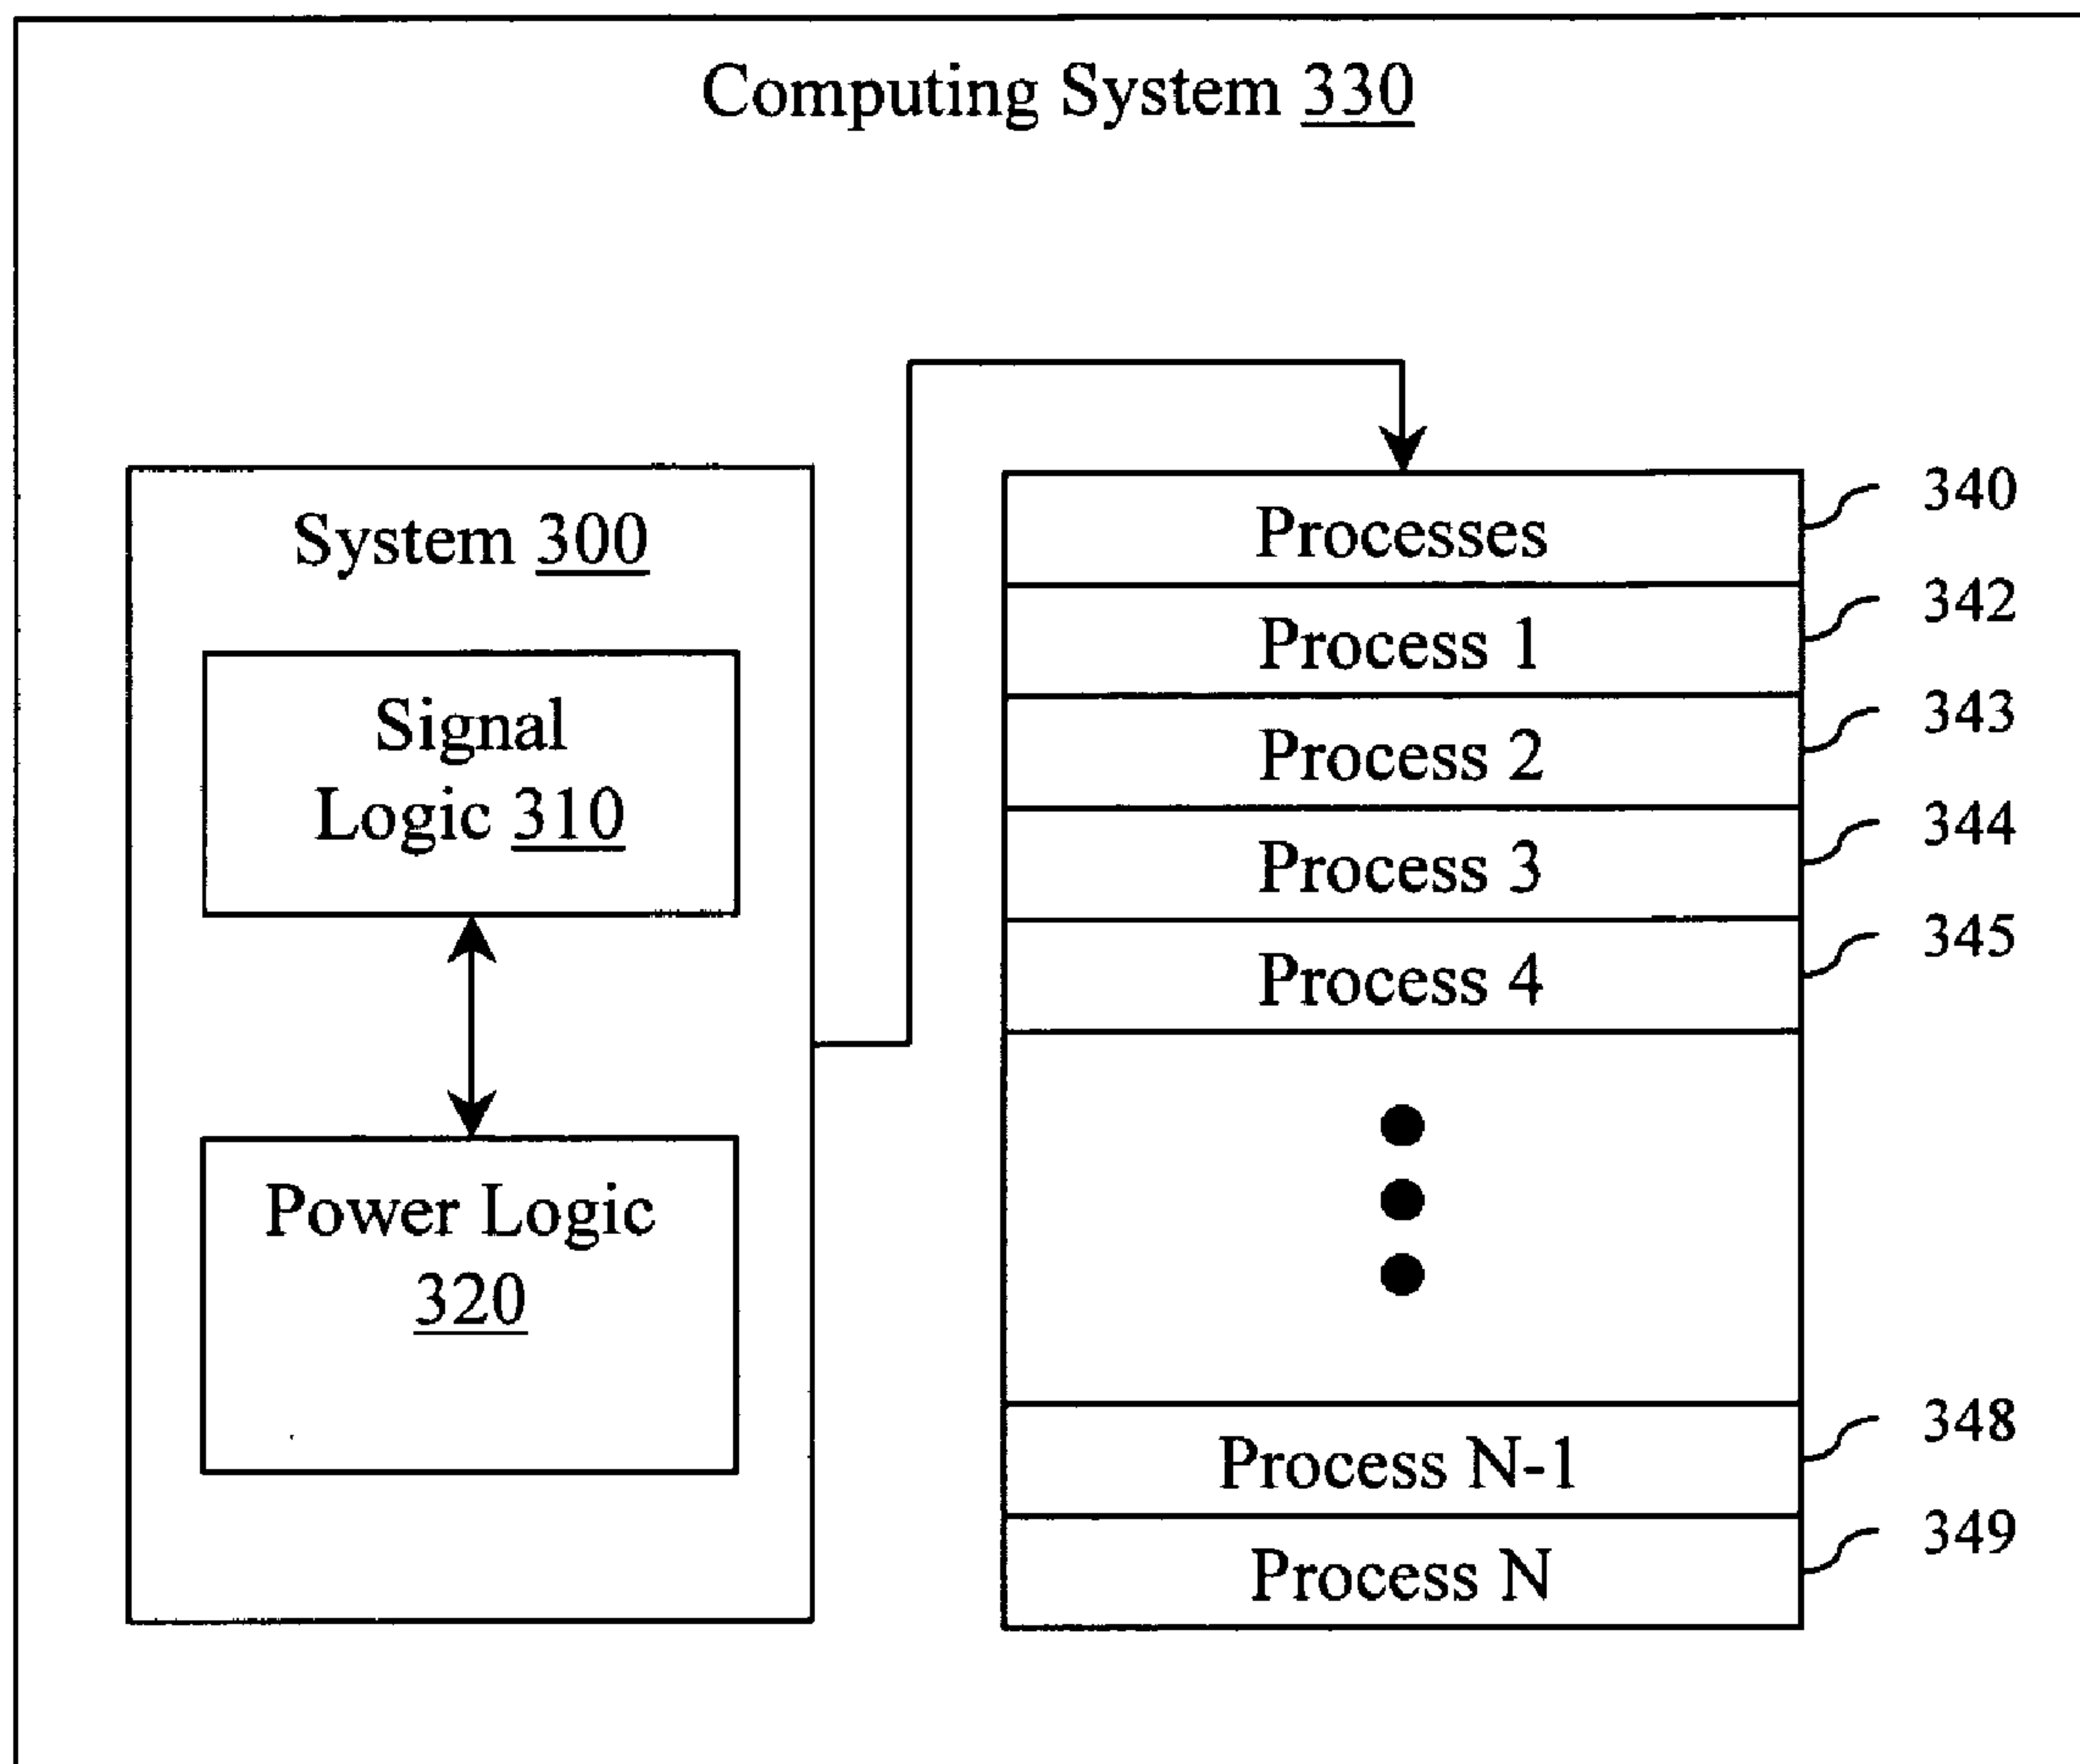 Computing System 330
System 300
Signal
Logic 310
Power Logic
320
Processes
340
Process 1
342
Process 2
343
Process 3
344
Process 4
345
Process N-1
348
Process N
349